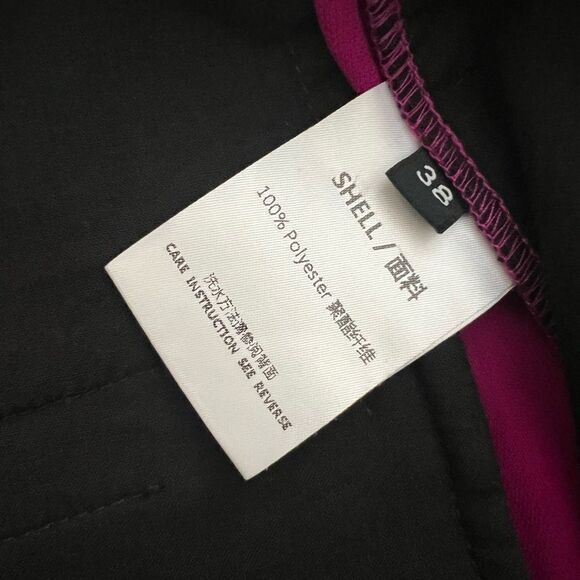 38
SHELL / 面料
100% Polyester 聚酯纤维
洗水方法请参阅背面
CARE INSTRUCTION SEE REVERSE